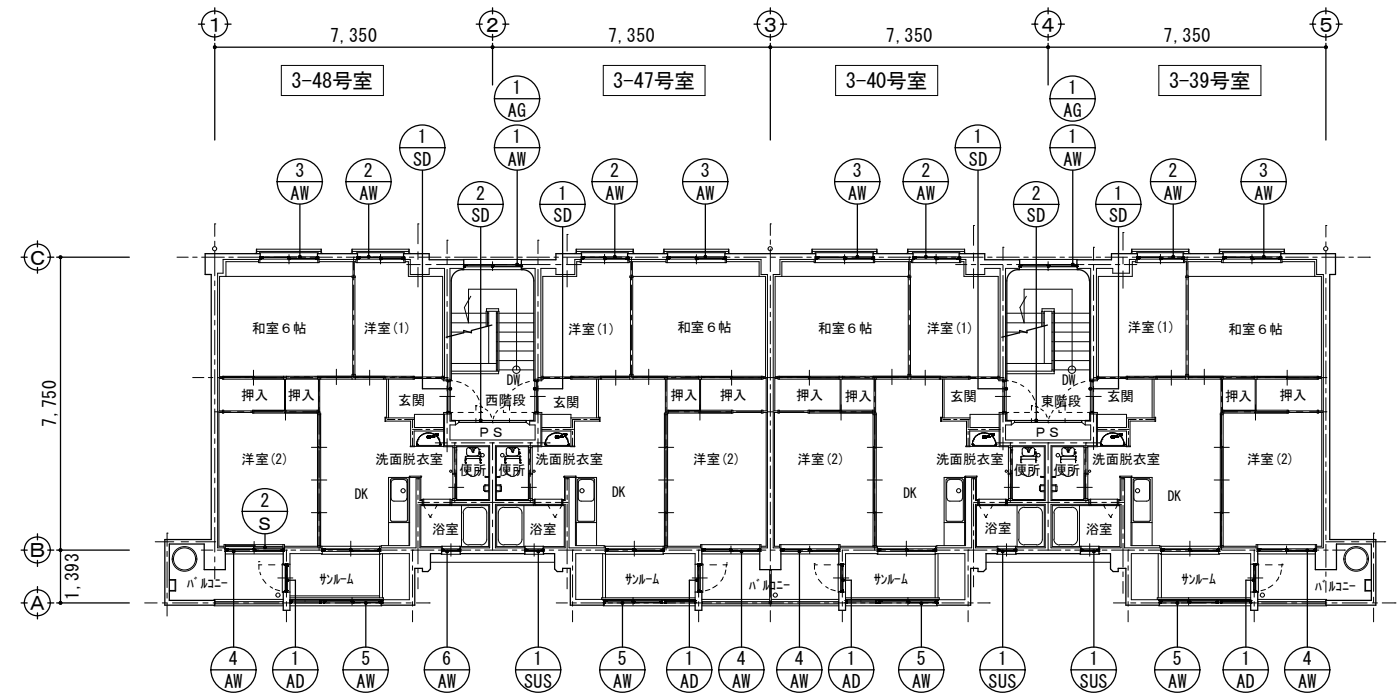 1 2 3 4 5
7,350 7,350 7,350 7,350
3-48号室 3-47号室 3-40号室 3-39号室
1 AG
1 AG
1 SD
1 AW
1 SD
1 AW
3 AW
2 AW
2 SD
1 SD
2 AW
3 AW
3 AW
2 AW
2 SD
1 SD
2 AW
3 AW
C
和室6帖 洋室(1) 洋室(1) 和室6帖 和室6帖 洋室(1) 洋室(1) 和室6帖
DW DW
7,750
押入 押入 玄関 西階段 玄関 押入 押入 押入 押入 玄関 東階段 玄関 押入 押入
PS PS
洋室(2) 洗面脱衣室 便所 便所 洗面脱衣室 洋室(2) 洋室(2) 洗面脱衣室 便所 便所 洗面脱衣室 洋室(2)
DK DK DK DK
2 S
浴室 浴室 浴室 浴室
B
バルコニー サンルーム サンルーム バルコニー サンルーム サンルーム バルコニー
1,393
A
4 AW
1 AD
5 AW
6 AW
1 SUS
5 AW
1 AD
4 AW
4 AW
1 AD
5 AW
1 SUS
1 SUS
5 AW
1 AD
4 AW